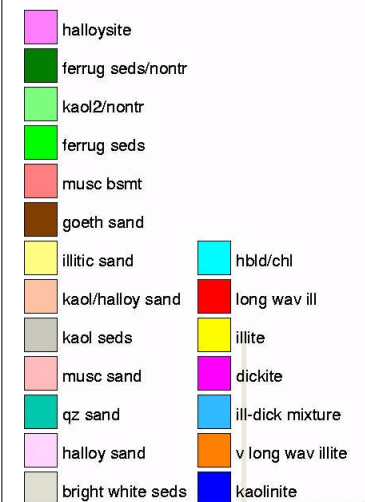 halloysite
ferrug seds/nontr
kaol2/nontr
ferrug seds
musc bsmt
goeth sand
illitic sand
kaol/halloy sand
kaol seds
musc sand
qz sand
halloy sand
bright white seds
hbld/chl
long wav ill
illite
dickite
ill-dick mixture
v long wav illite
kaolinite